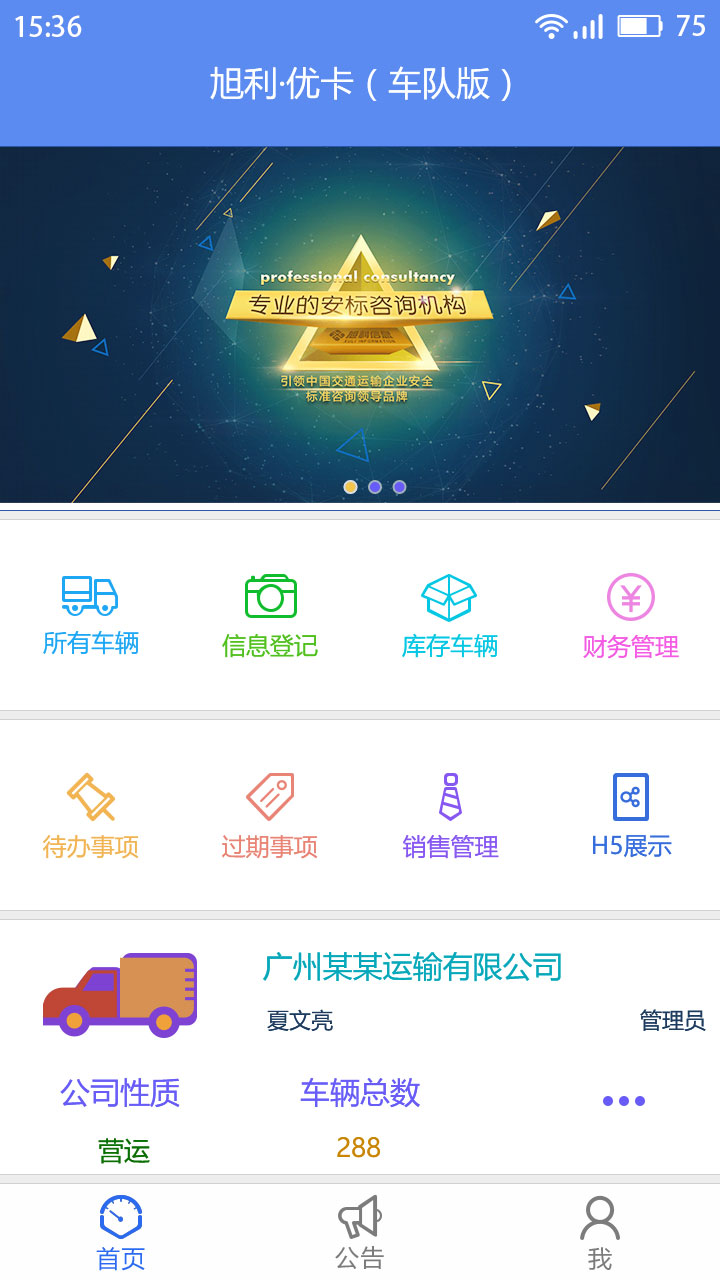 15:36
75
旭利·优卡（车队版）
professional consultancy
专业的安标咨询机构
旭利信息
引领中国交通运输企业安全
标准咨询领导品牌
所有车辆
信息登记
库存车辆
财务管理
待办事项
过期事项
销售管理
H5展示
广州某某运输有限公司
夏文亮
管理员
公司性质
车辆总数
营运
288
首页
公告
我